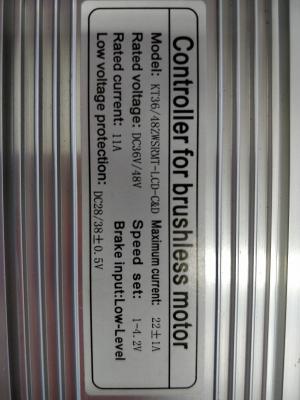 Controller for brushless motor
Model: KT36/48ZWSRMT-LCD-C&D Maximum current: 22±1A
Rated voltage: DC36V/48V Speed set: 1-4.2V
Rated current: 11A Brake input:Low-Level
Low voltage protection: DC28/38±0.5V